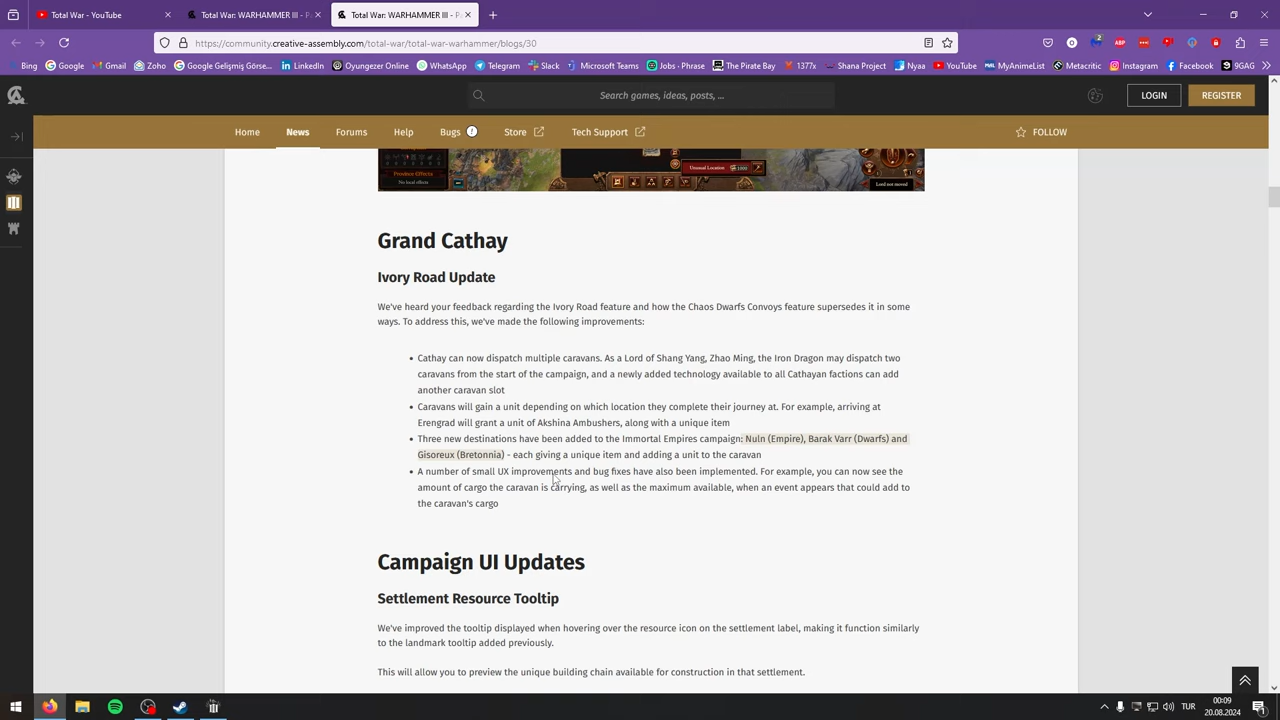 Total War - YouTube
Total War: WARHAMMER III - Pa
Total War: WARHAMMER III - Pa
https://community.creative-assembly.com/total-war/total-war-warhammer/blogs/30
Bing
Google
Gmail
Zoho
Google Gelişmiş Görse...
LinkedIn
Oyungezer Online
WhatsApp
Telegram
Slack
Microsoft Teams
Jobs · Phrase
The Pirate Bay
1377x
Shana Project
Nyaa
YouTube
MyAnimeList
Metacritic
Instagram
Facebook
9GAG
Search games, ideas, posts, ...
LOGIN
REGISTER
Home
News
Forums
Help
Bugs
Store
Tech Support
FOLLOW
Province Effects
No local effects
Unusual Location:
Lord not moved
Grand Cathay
Ivory Road Update
We've heard your feedback regarding the Ivory Road feature and how the Chaos Dwarfs Convoys feature supersedes it in some
ways. To address this, we've made the following improvements:
• Cathay can now dispatch multiple caravans. As a Lord of Shang Yang, Zhao Ming, the Iron Dragon may dispatch two
caravans from the start of the campaign, and a newly added technology available to all Cathayan factions can add
another caravan slot
• Caravans will gain a unit depending on which location they complete their journey at. For example, arriving at
Erengrad will grant a unit of Akshina Ambushers, along with a unique item
• Three new destinations have been added to the Immortal Empires campaign: Nuln (Empire), Barak Varr (Dwarfs) and
Gisoreux (Bretonnia) - each giving a unique item and adding a unit to the caravan
• A number of small UX improvements and bug fixes have also been implemented. For example, you can now see the
amount of cargo the caravan is carrying, as well as the maximum available, when an event appears that could add to
the caravan's cargo
Campaign UI Updates
Settlement Resource Tooltip
We've improved the tooltip displayed when hovering over the resource icon on the settlement label, making it function similarly
to the landmark tooltip added previously.
This will allow you to preview the unique building chain available for construction in that settlement.
TUR
00:09
20.08.2024